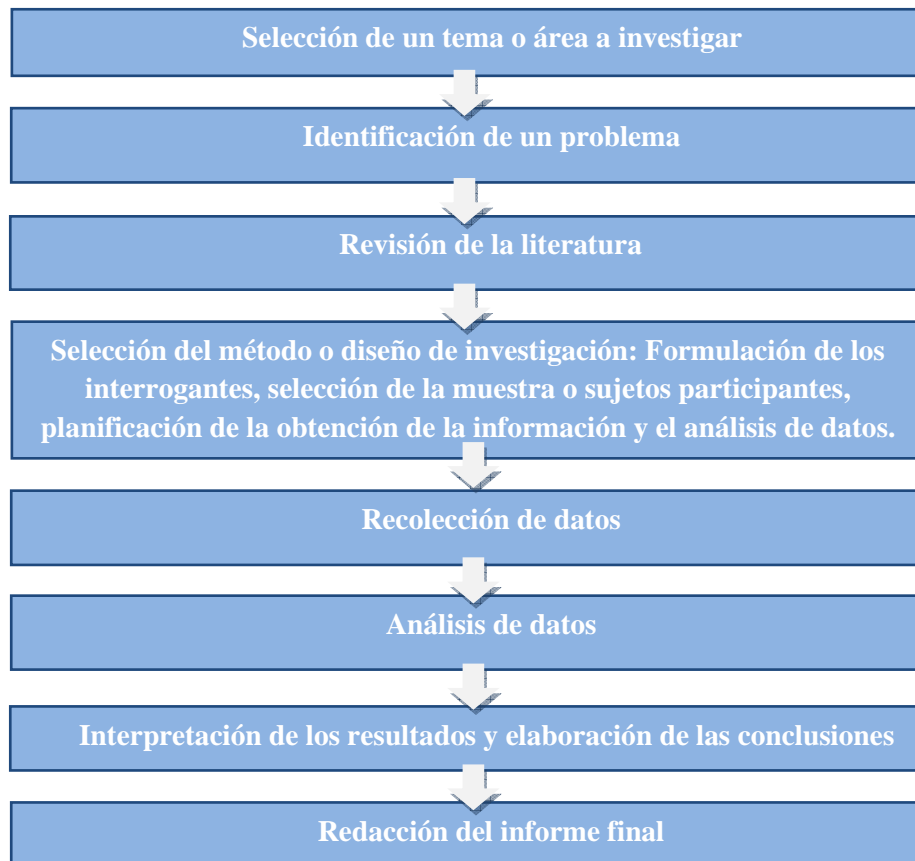 Selección de un tema o área a investigar
Identificación de un problema
Revisión de la literatura
Selección del método o diseño de investigación: Formulación de los
interrogantes, selección de la muestra o sujetos participantes,
planificación de la obtención de la información y el análisis de datos.
Recolección de datos
Análisis de datos
Interpretación de los resultados y elaboración de las conclusiones
Redacción del informe final